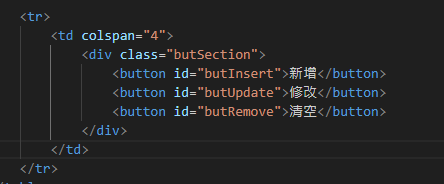 <tr>
<td colspan="4">
<div class="butSection">
<button id="butInsert">新增</button>
<button id="butUpdate">修改</button>
<button id="butRemove">清空</button>
</div>
</td>
</tr>